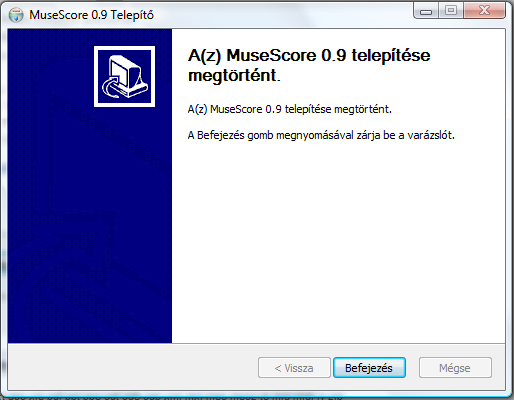 MuseScore 0.9 Telepítő
A(z) MuseScore 0.9 telepítése
megtörtént.
A(z) MuseScore 0.9 telepítése megtörtént.
A Befejezés gomb megnyomásával zárja be a varázslót.
< Vissza
Befejezés
Mégse